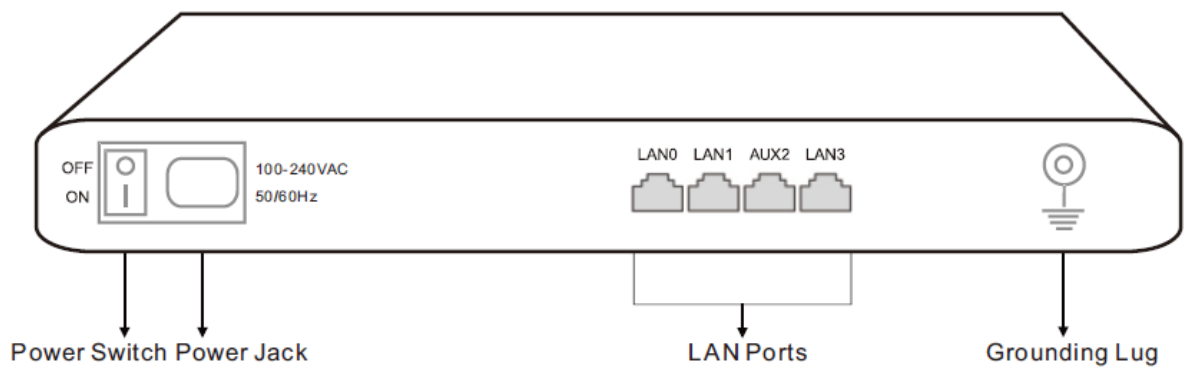 OFF
ON
100-240VAC
50/60Hz
LAN0 LAN1 AUX2 LAN3
Power Switch Power Jack
LAN Ports
Grounding Lug